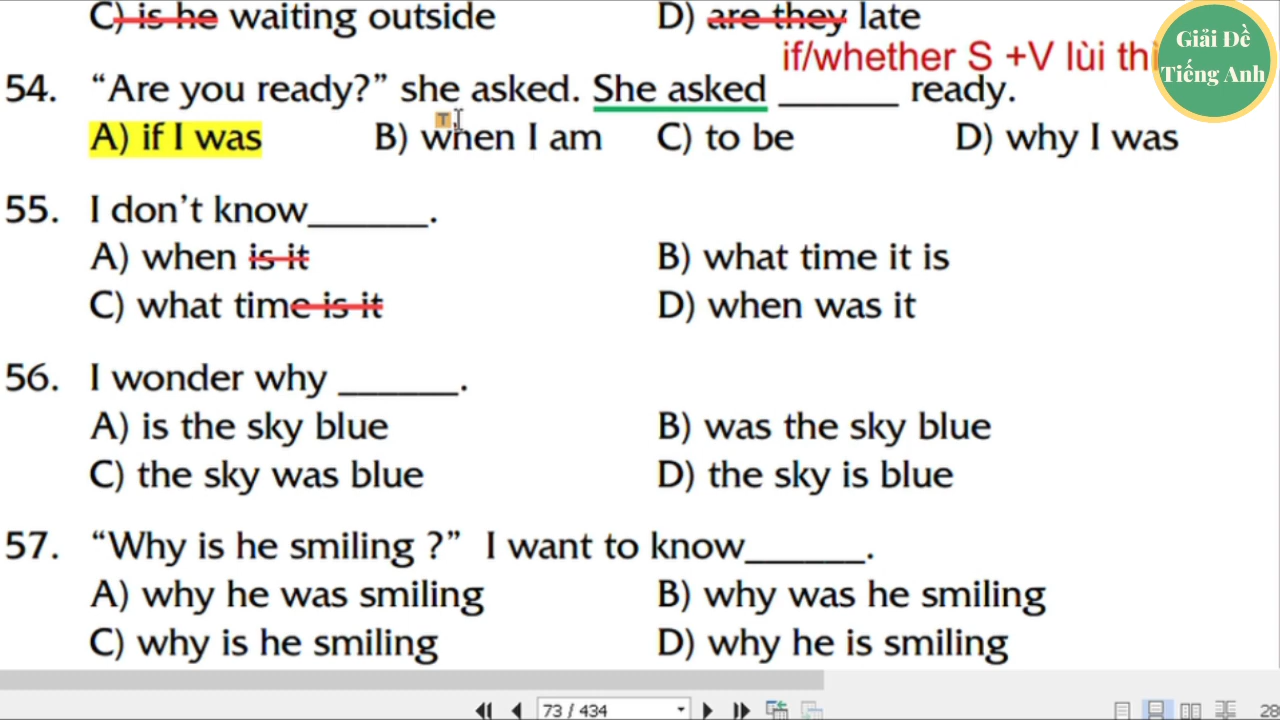 C) is he waiting outside D) are they late
if/whether S +V lùi thì
Giải Đề
Tiếng Anh
54. “Are you ready?” she asked. She asked ______ ready.
A) if I was B) when I am C) to be D) why I was
55. I don’t know______.
A) when is it B) what time it is
C) what time is it D) when was it
56. I wonder why ______.
A) is the sky blue B) was the sky blue
C) the sky was blue D) the sky is blue
57. “Why is he smiling ?” I want to know______.
A) why he was smiling B) why was he smiling
C) why is he smiling D) why he is smiling
73 / 434
28